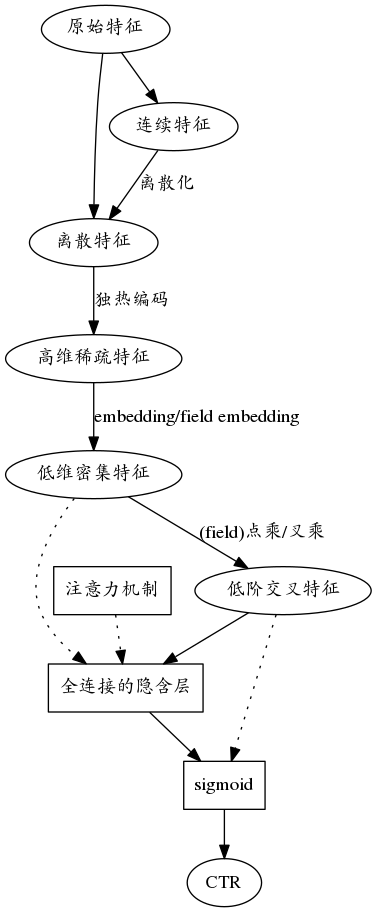 原始特征
连续特征
离散化
离散特征
独热编码
高维稀疏特征
embedding/field embedding
低维密集特征
(field)点乘/叉乘
注意力机制
低阶交叉特征
全连接的隐含层
sigmoid
CTR